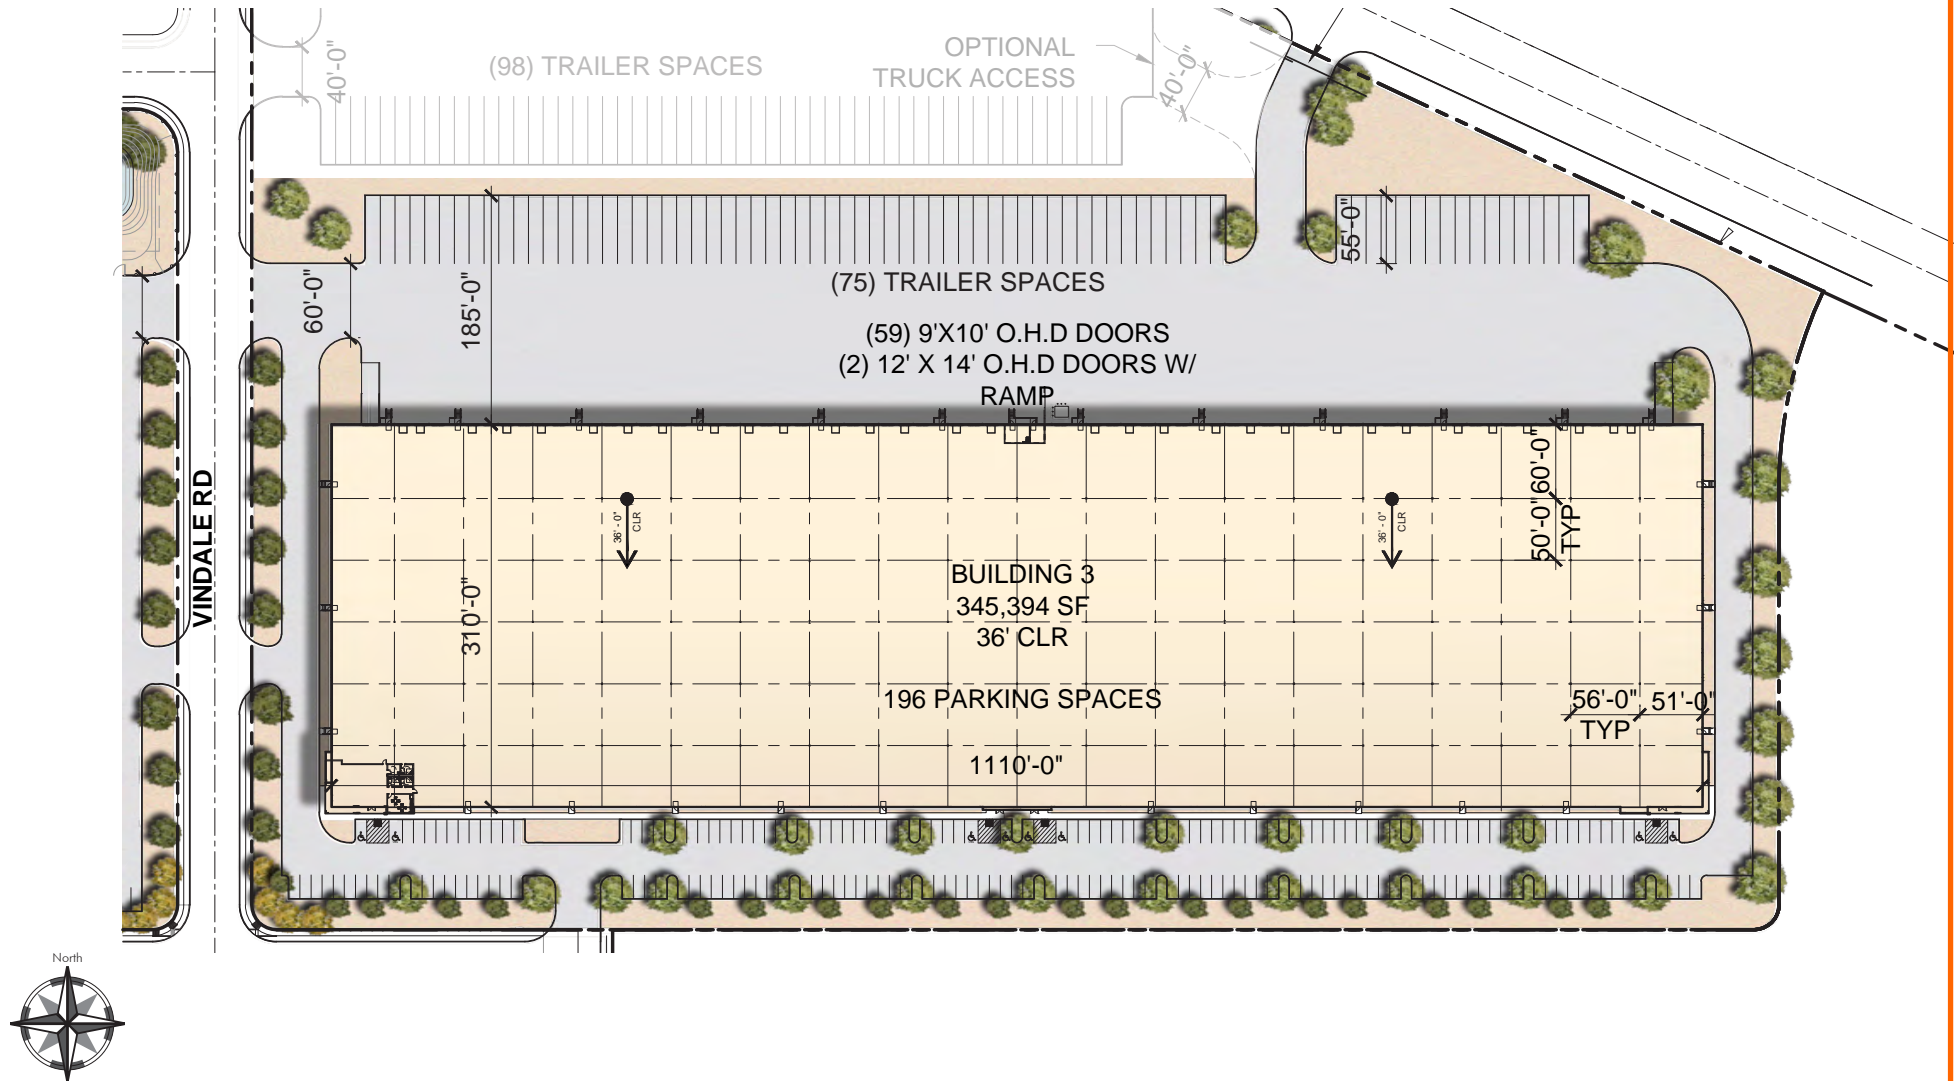 40'-0"
(98) TRAILER SPACES
OPTIONAL
TRUCK ACCESS
40'-0"
55'-0"
60'-0"
185'-0"
(75) TRAILER SPACES
(59) 9'X10' O.H.D DOORS
(2) 12' X 14' O.H.D DOORS W/
RAMP
VINDALE RD
36' - 0"
CLR
36' - 0"
CLR
60'-0"
50'-0"
TYP
310'-0"
BUILDING 3
345,394 SF
36' CLR
196 PARKING SPACES
56'-0"
TYP
51'-0"
1110'-0"
North